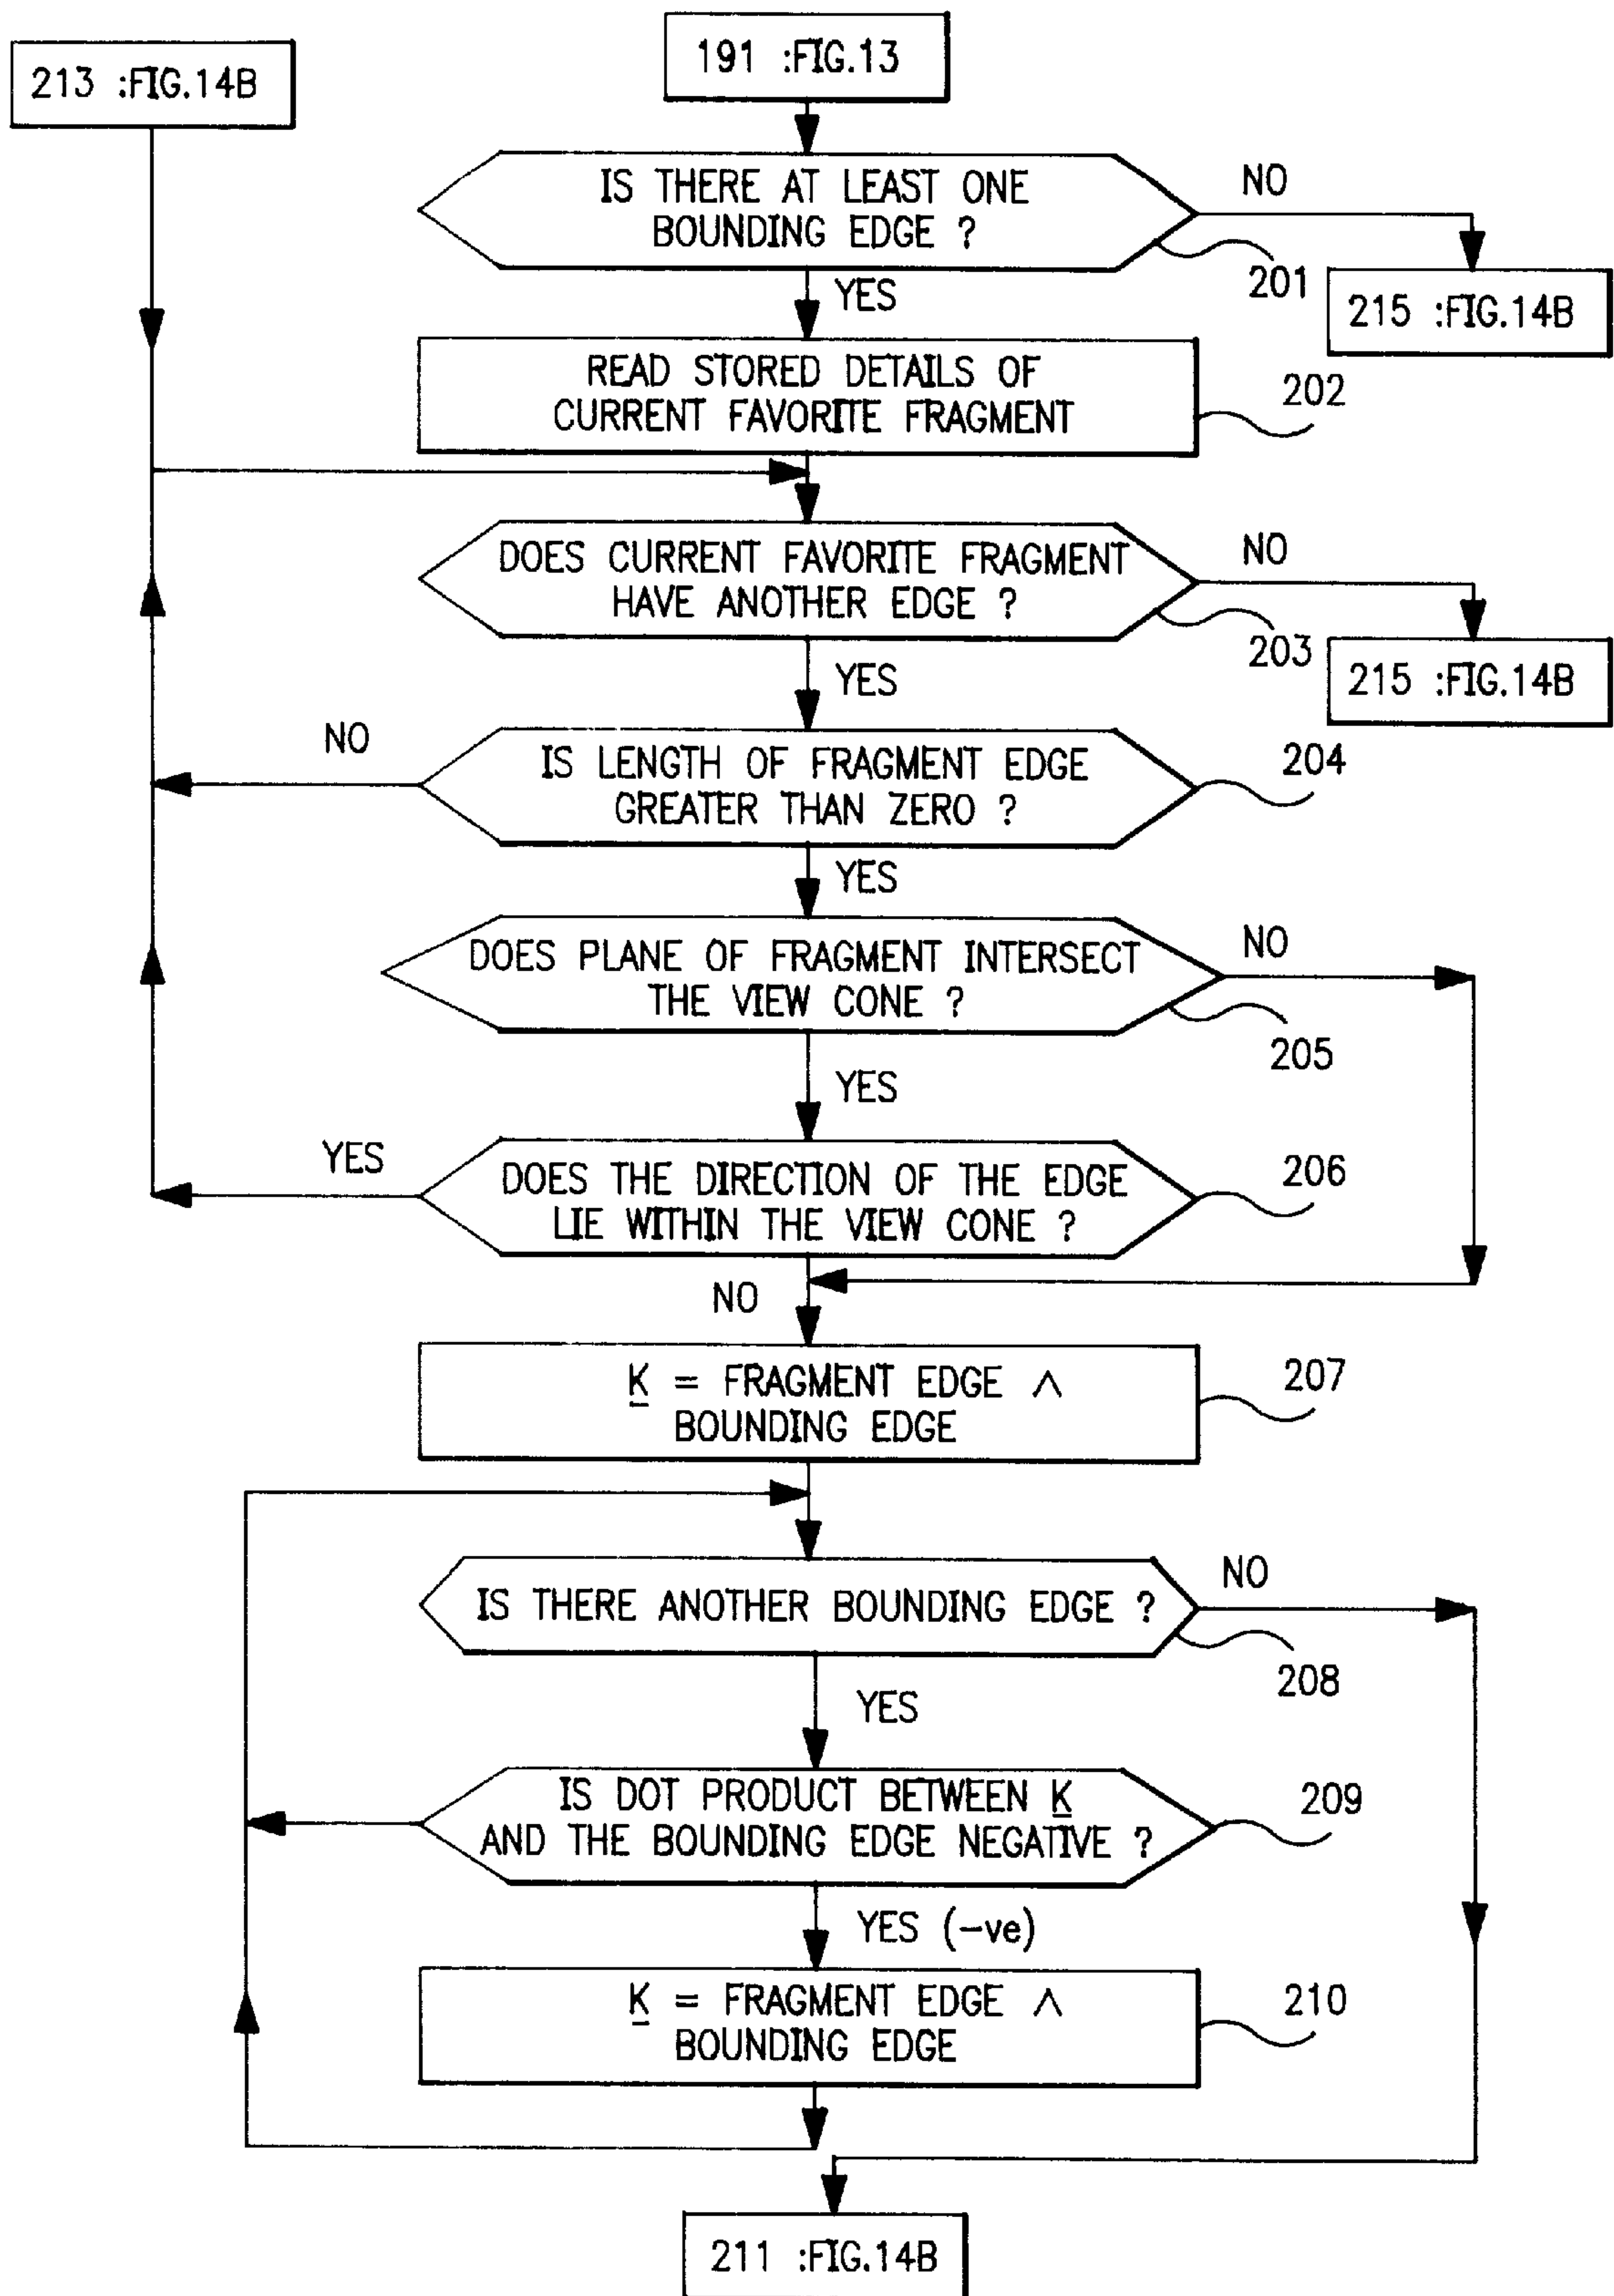 213 :FIG.14B
191 :FIG.13
IS THERE AT LEAST ONE
BOUNDING EDGE ?
NO
201
215 :FIG.14B
YES
READ STORED DETAILS OF
CURRENT FAVORITE FRAGMENT
202
DOES CURRENT FAVORITE FRAGMENT
HAVE ANOTHER EDGE ?
NO
203
215 :FIG.14B
YES
NO
IS LENGTH OF FRAGMENT EDGE
GREATER THAN ZERO ?
204
YES
DOES PLANE OF FRAGMENT INTERSECT
THE VIEW CONE ?
NO
205
YES
YES
DOES THE DIRECTION OF THE EDGE
LIE WITHIN THE VIEW CONE ?
206
NO
K = FRAGMENT EDGE ∧
BOUNDING EDGE
207
IS THERE ANOTHER BOUNDING EDGE ?
NO
208
YES
IS DOT PRODUCT BETWEEN K
AND THE BOUNDING EDGE NEGATIVE ?
209
YES (-ve)
K = FRAGMENT EDGE ∧
BOUNDING EDGE
210
211 :FIG.14B